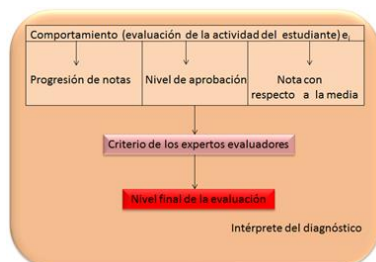 Comportamiento (evaluación de la actividad del estudiante) ei
Progresión de notas
Nivel de aprobación
Nota con
respecto a la media
Criterio de los expertos evaluadores
Nivel final de la evaluación
Intérprete del diagnóstico